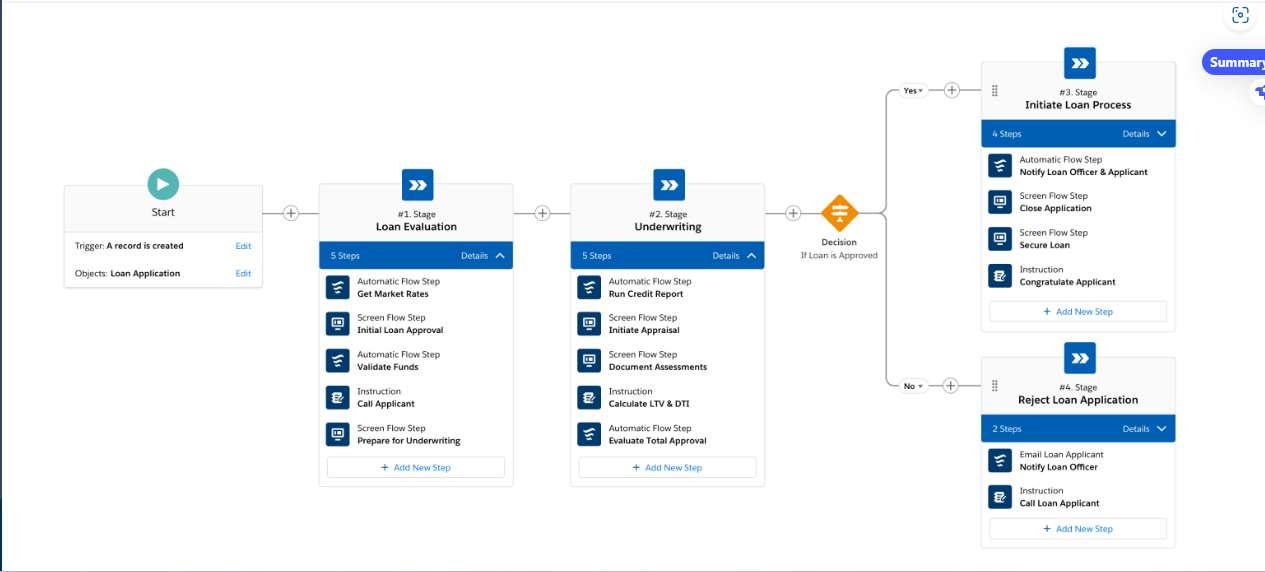 Summary
Start
Trigger: A record is created
Edit
Objects: Loan Application
Edit
#1. Stage
Loan Evaluation
5 Steps
Details
Automatic Flow Step
Get Market Rates
Screen Flow Step
Initial Loan Approval
Automatic Flow Step
Validate Funds
Instruction
Call Applicant
Screen Flow Step
Prepare for Underwriting
+ Add New Step
#2. Stage
Underwriting
5 Steps
Details
Automatic Flow Step
Run Credit Report
Screen Flow Step
Initiate Appraisal
Screen Flow Step
Document Assessments
Instruction
Calculate LTV & DTI
Automatic Flow Step
Evaluate Total Approval
+ Add New Step
Decision
If Loan is Approved
Yes
#3. Stage
Initiate Loan Process
4 Steps
Details
Automatic Flow Step
Notify Loan Officer & Applicant
Screen Flow Step
Close Application
Screen Flow Step
Secure Loan
Instruction
Congratulate Applicant
+ Add New Step
No
#4. Stage
Reject Loan Application
2 Steps
Details
Email Loan Applicant
Notify Loan Officer
Instruction
Call Loan Applicant
+ Add New Step